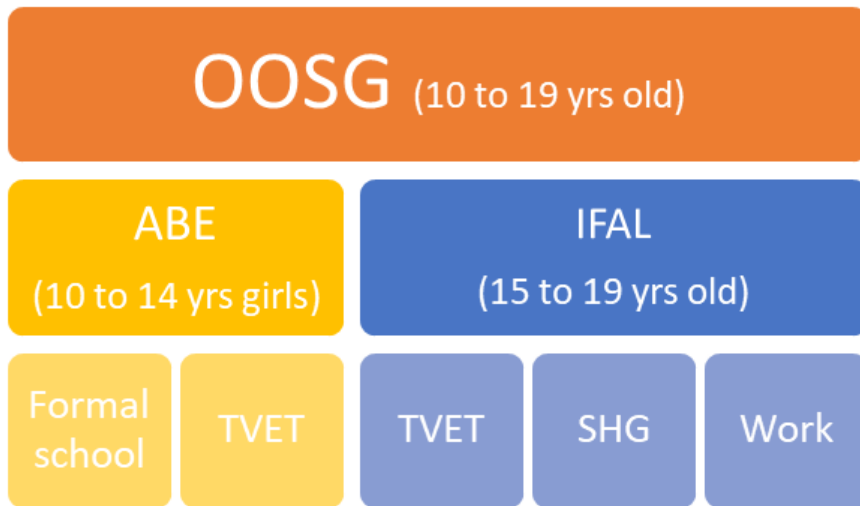 OOSG (10 to 19 yrs old)
ABE
(10 to 14 yrs girls)
IFAL
(15 to 19 yrs old)
Formal
school
TVET
TVET
SHG
Work